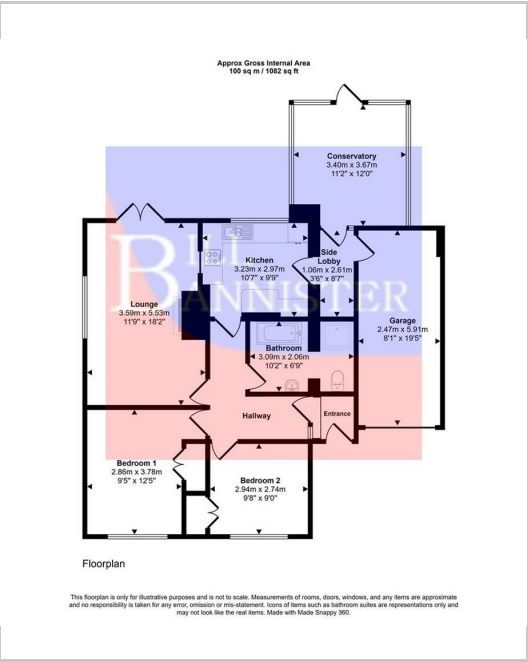 Approx Gross Internal Area
100 sq m / 1082 sq ft
Conservatory
3.40m x 3.67m
11'2" x 12'0"
Kitchen
3.23m x 2.97m
10'7" x 9'9"
Side
Lobby
1.06m x 2.61m
3'6" x 8'7"
BILL
BANNISTER
Lounge
3.59m x 5.53m
11'9" x 18'2"
Garage
2.47m x 5.91m
8'1" x 19'5"
Bathroom
3.09m x 2.06m
10'2" x 6'9"
Hallway
Entrance
Bedroom 1
2.86m x 3.78m
9'5" x 12'5"
Bedroom 2
2.94m x 2.74m
9'8" x 9'0"
Floorplan
This floorplan is only for illustrative purposes and is not to scale. Measurements of rooms, doors, windows, and any items are approximate
and no responsibility is taken for any error, omission or mis-statement. Icons of items such as bathroom suites are representations only and
may not look like the real items. Made with Made Snappy 360.